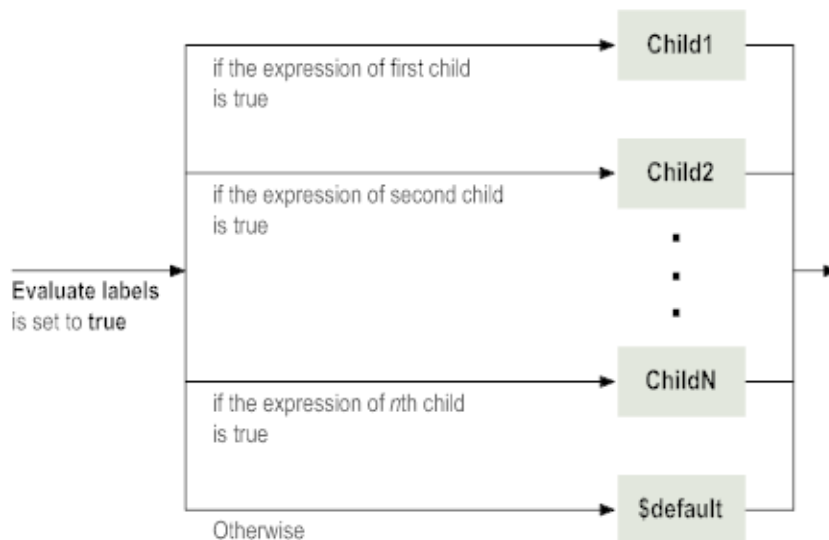 Child1
if the expression of first child
is true
Child2
if the expression of second child
is true
Evaluate labels
is set to true
ChildN
if the expression of nth child
is true
$default
Otherwise